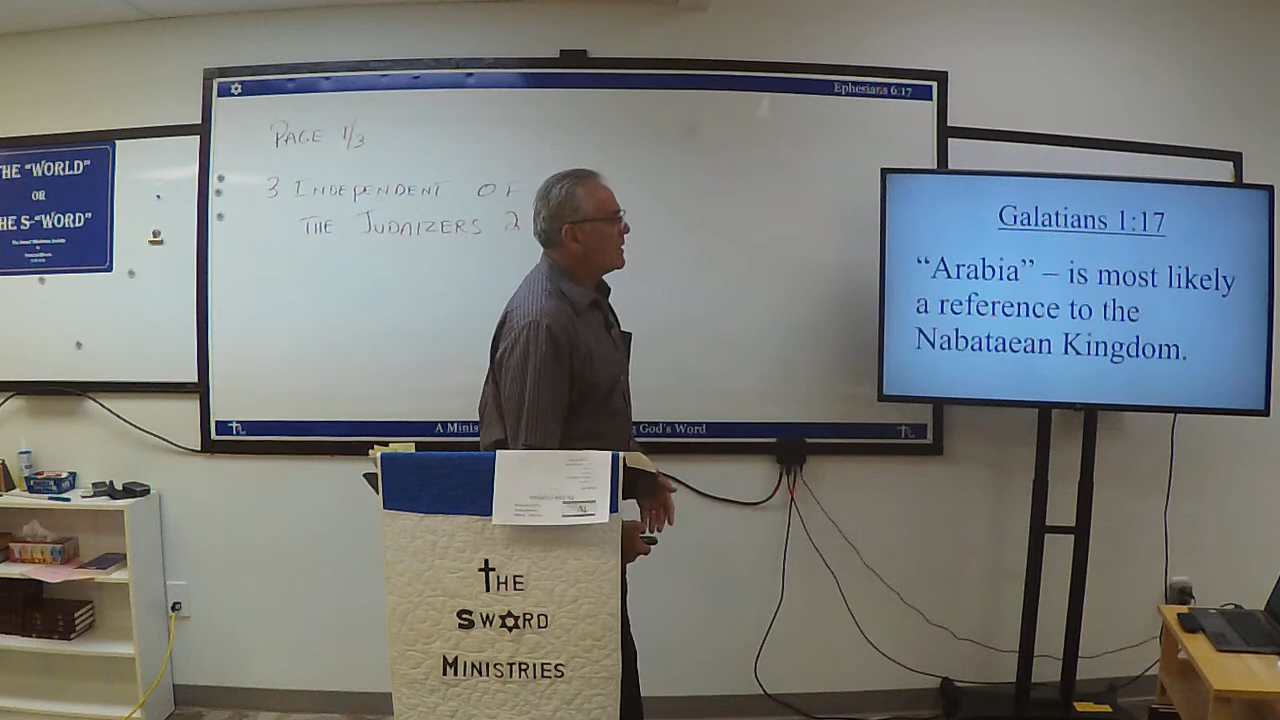 HE "WORLD"
OR
HE S-"WORD"
Ephesians 6:17
PAGE 1/3
3 INDEPENDENT OF
THE JUDAIZERS 2
A Minis
God's Word
Galatians 1:17
“Arabia” – is most likely
a reference to the
Nabataean Kingdom.
THE
SWORD
MINISTRIES